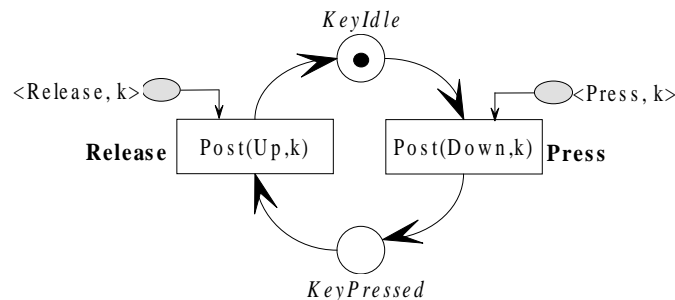 KeyIdle
<Release, k>
<Press, k>
Release
Post(Up,k)
Post(Down,k)
Press
KeyPressed